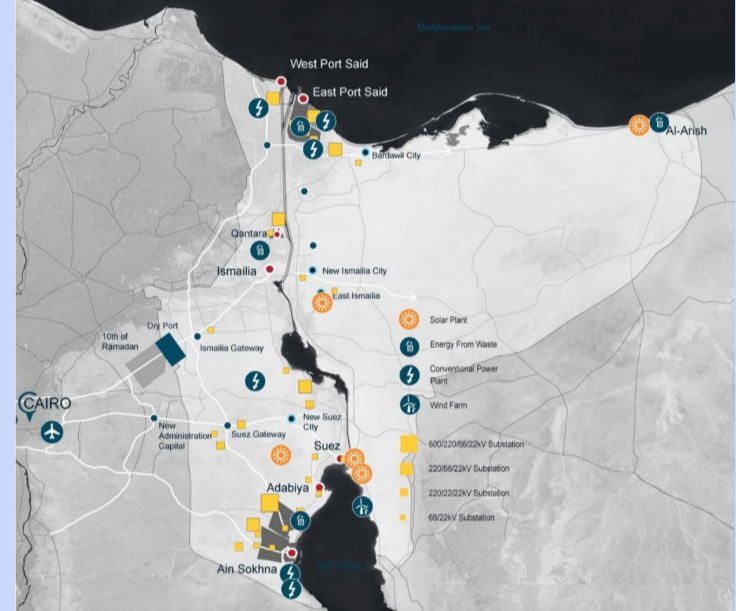 Mediterranean Sea
West Port Said
East Port Said
Al-Arish
Bardawil City
Qantara
Ismailia
New Ismailia City
East Ismailia
Dry Port
10th of
Ramadan
Ismailia Gateway
CAIRO
New
Administration
Capital
Suez Gateway
New Suez
City
Suez
Adabiya
Ain Sokhna
Gulf of Suez
Solar Plant
Energy From Waste
Conventional Power
Plant
Wind Farm
500/220/66/22kV Substation
220/66/22kV Substation
220/22/22kV Substation
66/22kV Substation